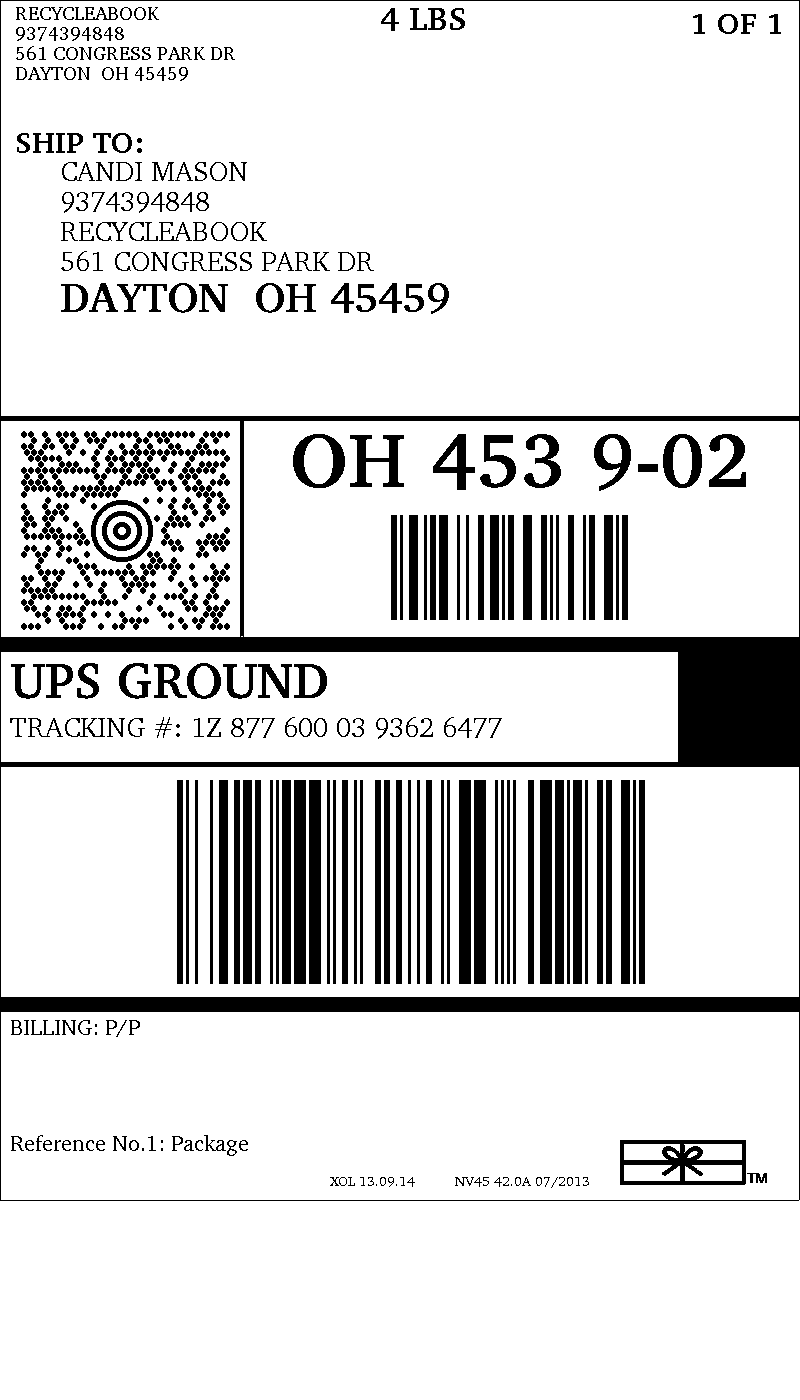 RECYCLEABOOK
9374394848
561 CONGRESS PARK DR
DAYTON  OH 45459
4 LBS
1 OF 1
SHIP TO:
CANDI MASON
9374394848
RECYCLEABOOK
561 CONGRESS PARK DR
DAYTON  OH 45459
OH 453 9-02
UPS GROUND
TRACKING #: 1Z 877 600 03 9362 6477
BILLING: P/P
Reference No.1: Package
XOL 13.09.14 NV45 42.0A 07/2013
TM